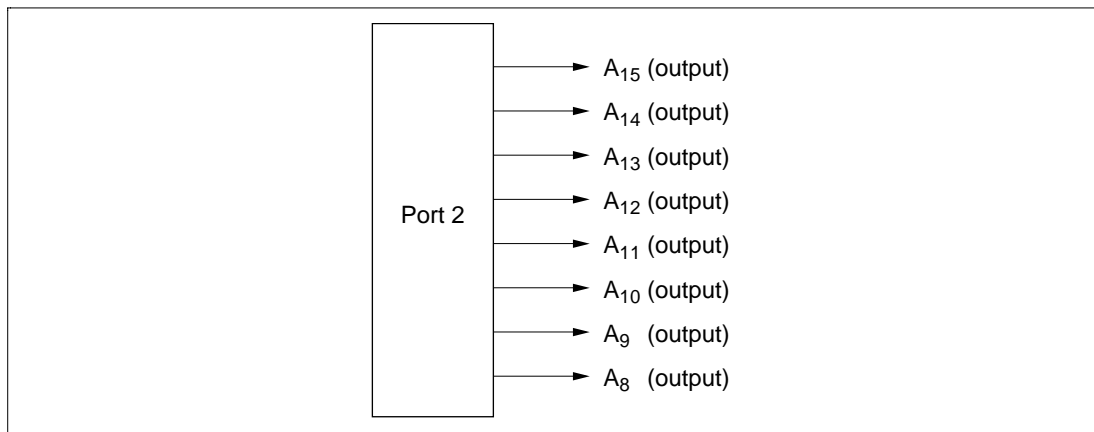 A15 (output)
A14 (output)
A13 (output)
A12 (output)
Port 2
A11 (output)
A10 (output)
A9 (output)
A8 (output)